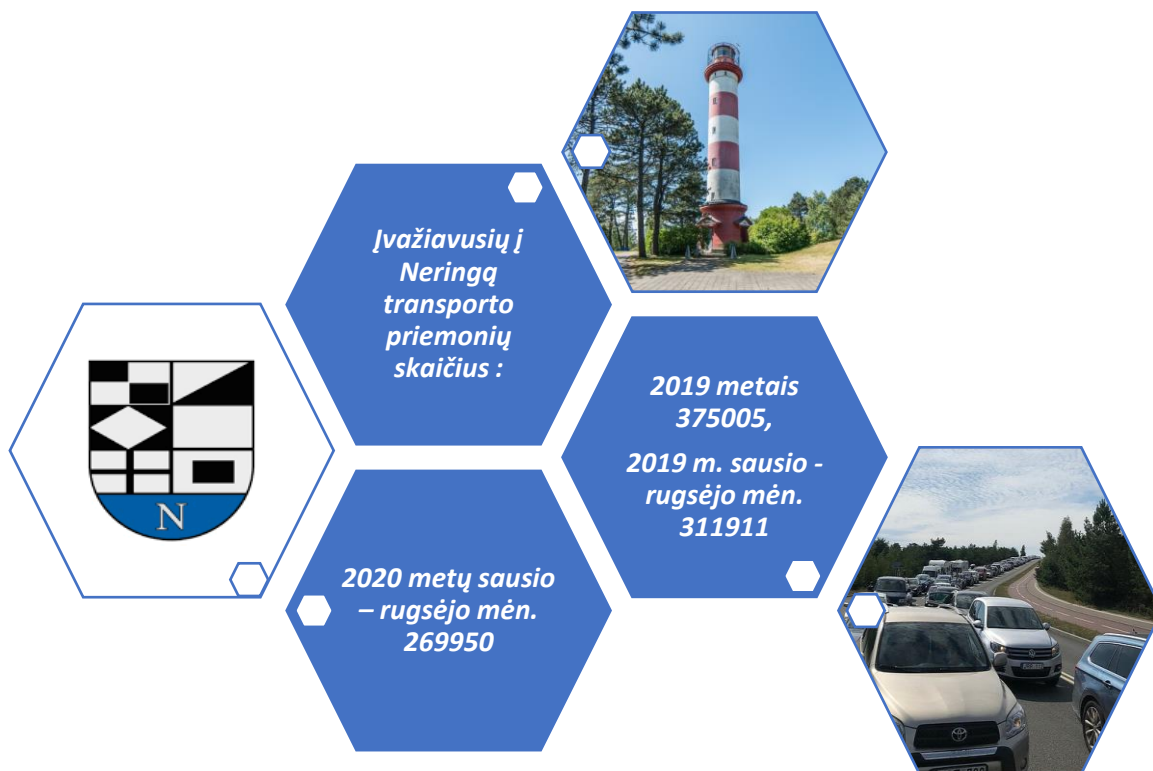 Įvažiavusių į
Neringą
transporto
priemonių
skaičius :
2019 metais
375005,
2019 m. sausio -
rugsėjo mėn.
311911
N
2020 metų sausio
– rugsėjo mėn.
269950